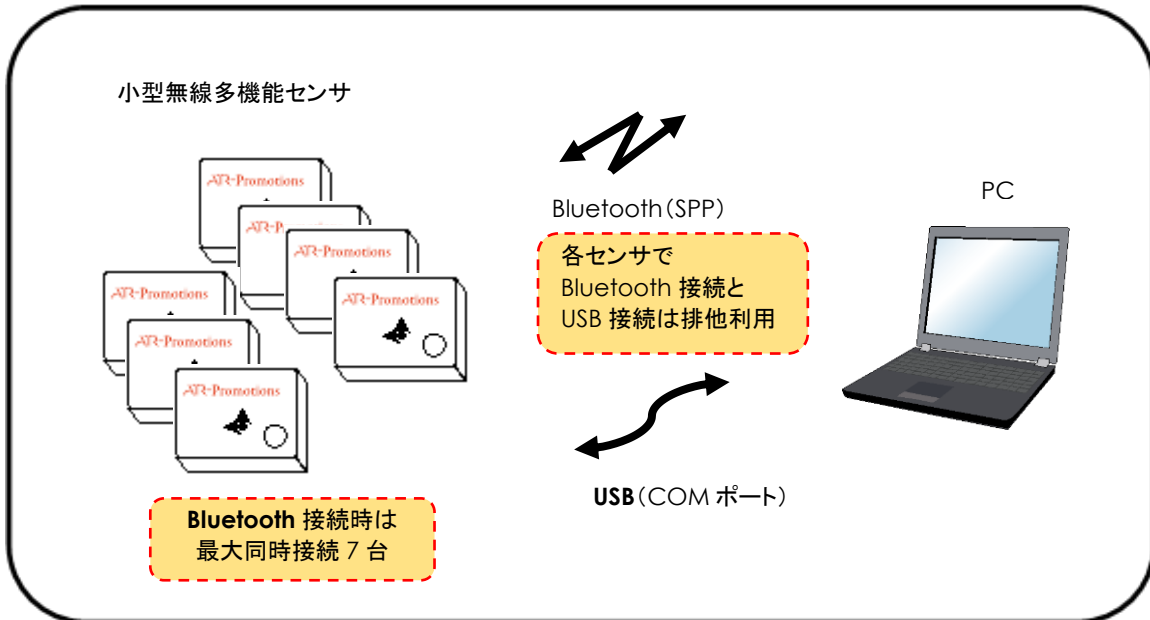 小型無線多機能センサ
ATR-Promotions
ATR-P
ATR-Promotions
ATR-Promotions
ATR-Promotions
ATR-Promotions
ATR-Promotions
Bluetooth 接続時は
最大同時接続 7 台
Bluetooth(SPP)
各センサで
Bluetooth 接続と
USB 接続は排他利用
USB(COM ポート)
PC